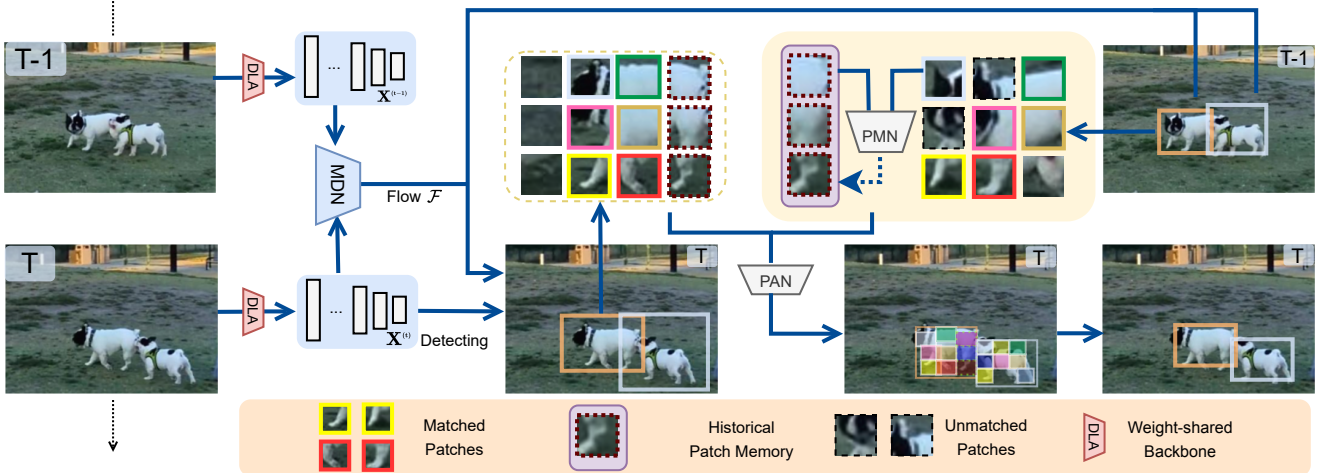 T-1
DLA
...
X(t−1)
MDN
Flow ℱ
PMN
T-1
T
DLA
...
X(t)
Detecting
T
PAN
T
T
Matched
Patches
Historical
Patch Memory
Unmatched
Patches
DLA
Weight-shared
Backbone